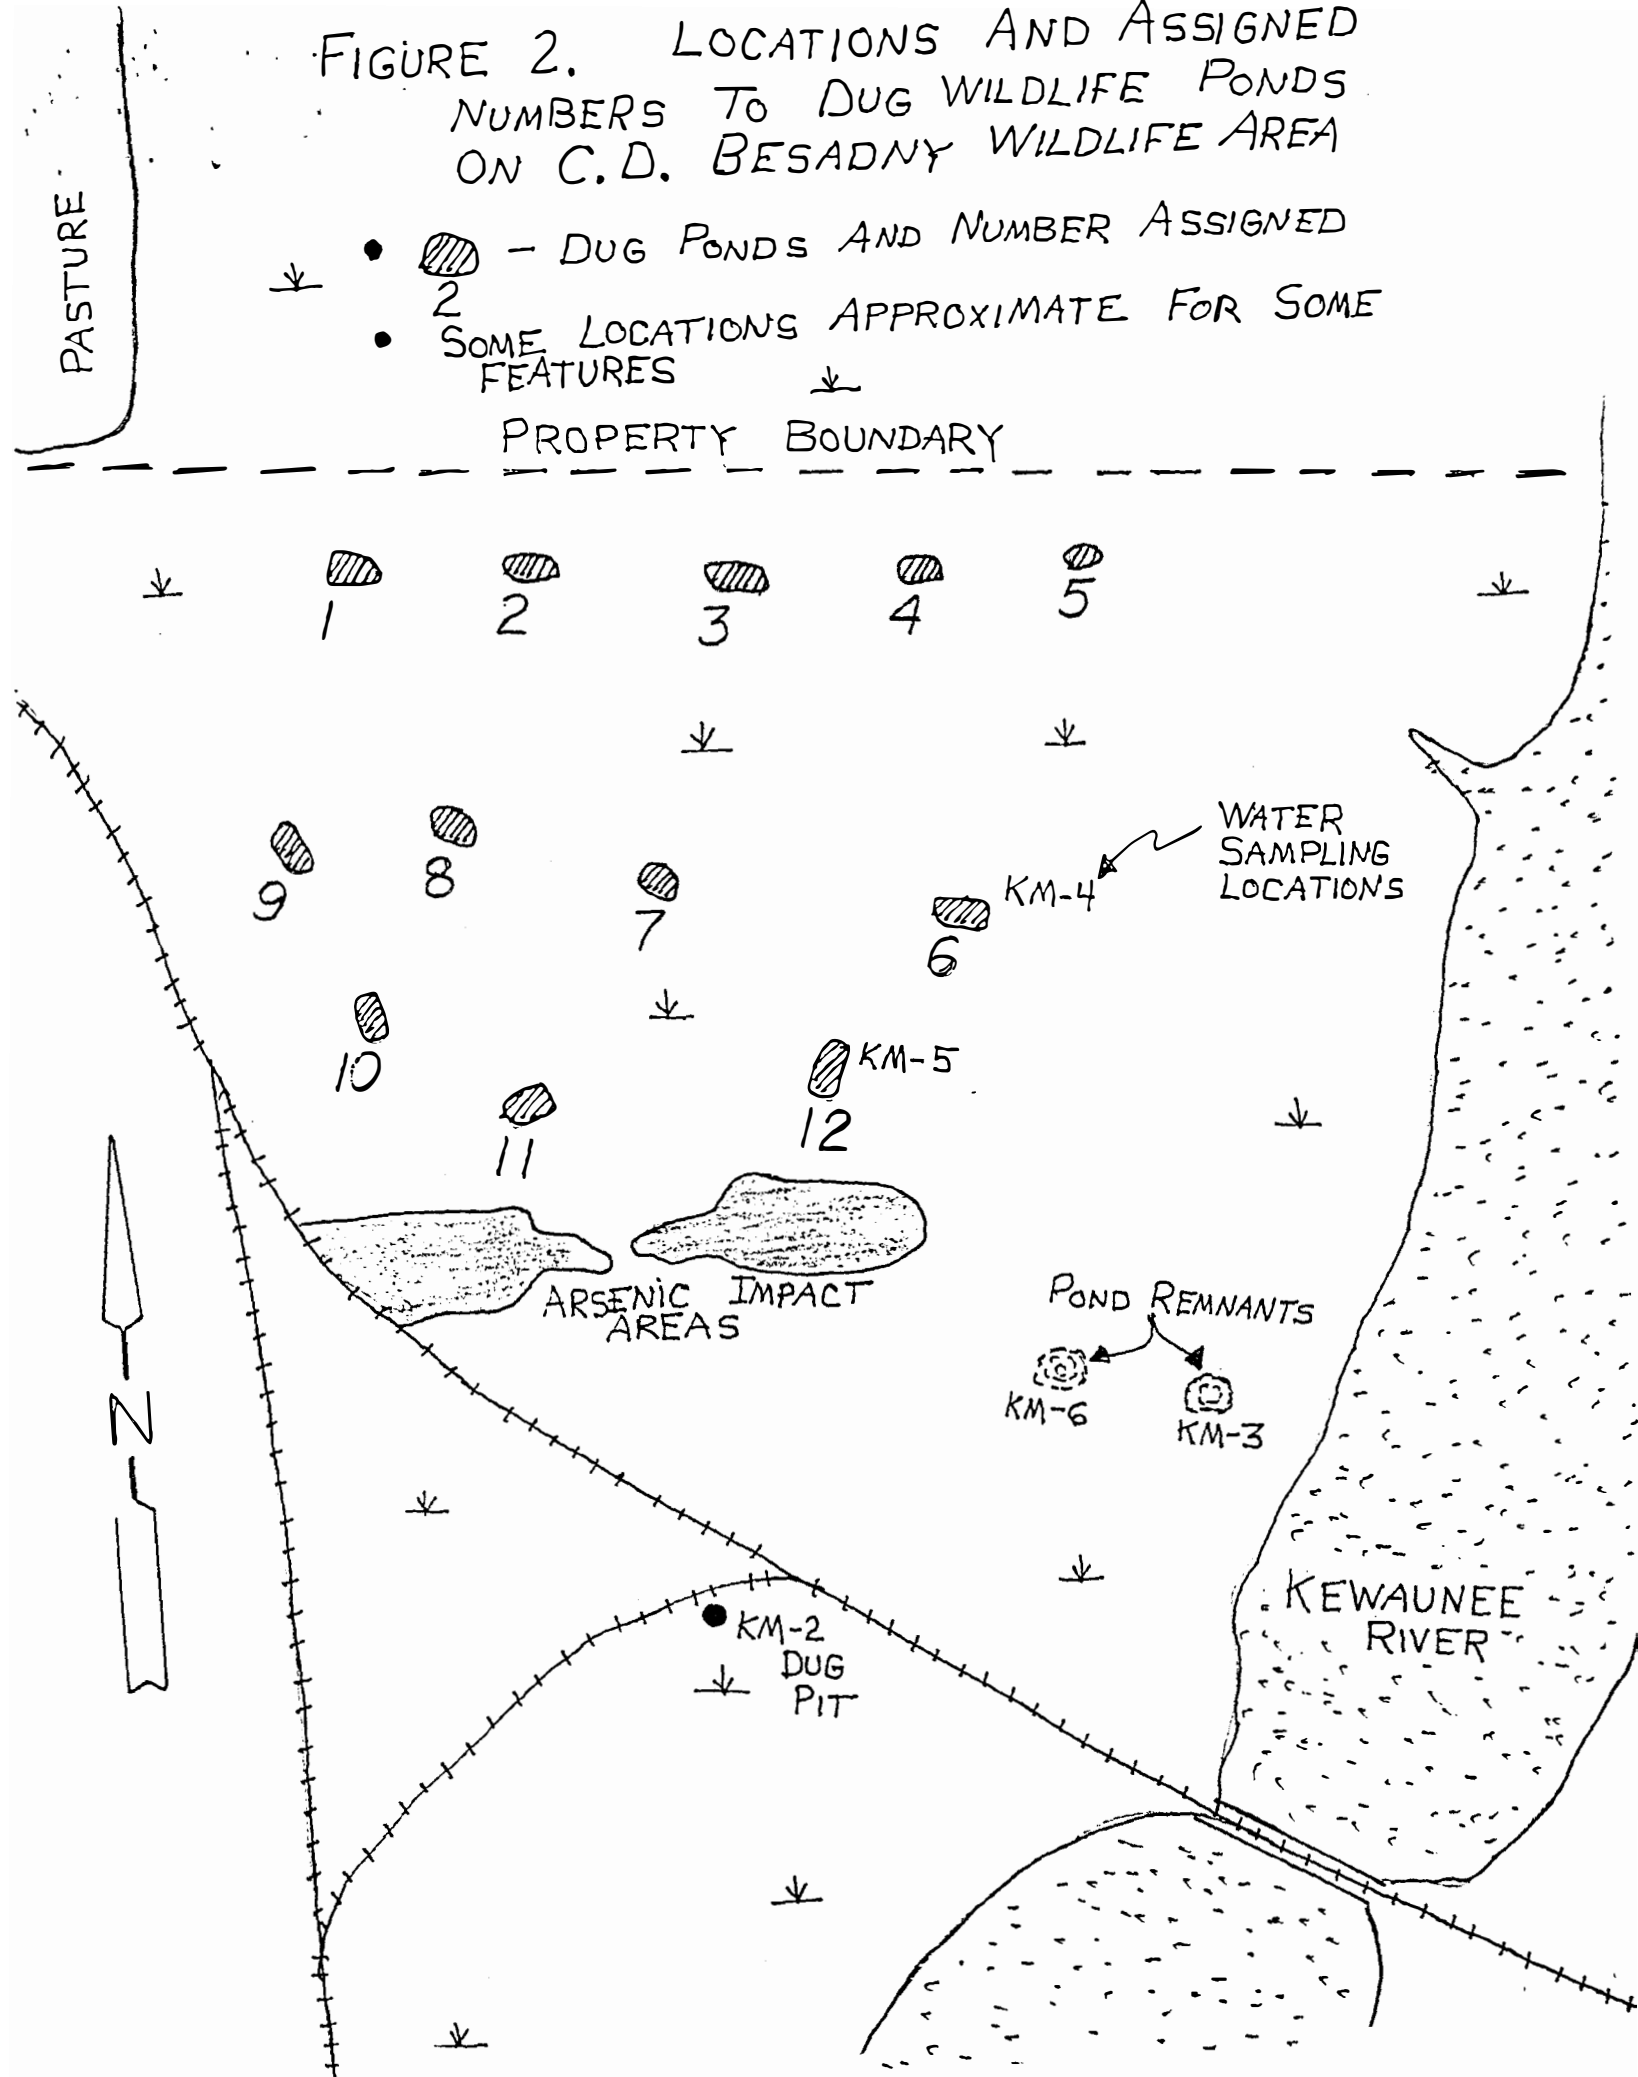 FIGURE 2. LOCATIONS AND ASSIGNED
NUMBERS TO DUG WILDLIFE PONDS
ON C.D. BESADNY WILDLIFE AREA
PASTURE
• - DUG PONDS AND NUMBER ASSIGNED
2
• SOME LOCATIONS APPROXIMATE FOR SOME
FEATURES
PROPERTY BOUNDARY
1
2
3
4
5
WATER
SAMPLING
LOCATIONS
9
8
7
6
KM-4
10
11
12
KM-5
ARSENIC IMPACT
AREAS
POND REMNANTS
KM-6
KM-3
N
KM-2
DUG
PIT
KEWAUNEE
RIVER